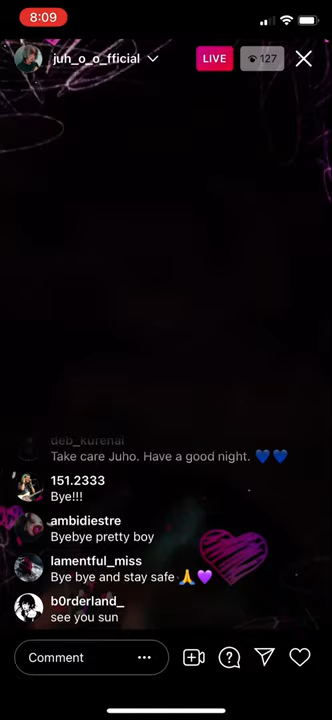 8:09
juh_o_o_fficial
LIVE
127
deb_kurenai
Take care Juho. Have a good night. 💙💙
151.2333
Bye!!!
ambidiestre
Byebye pretty boy
lamentful_miss
Bye bye and stay safe 🙏💜
b0rderland_
see you sun
Comment